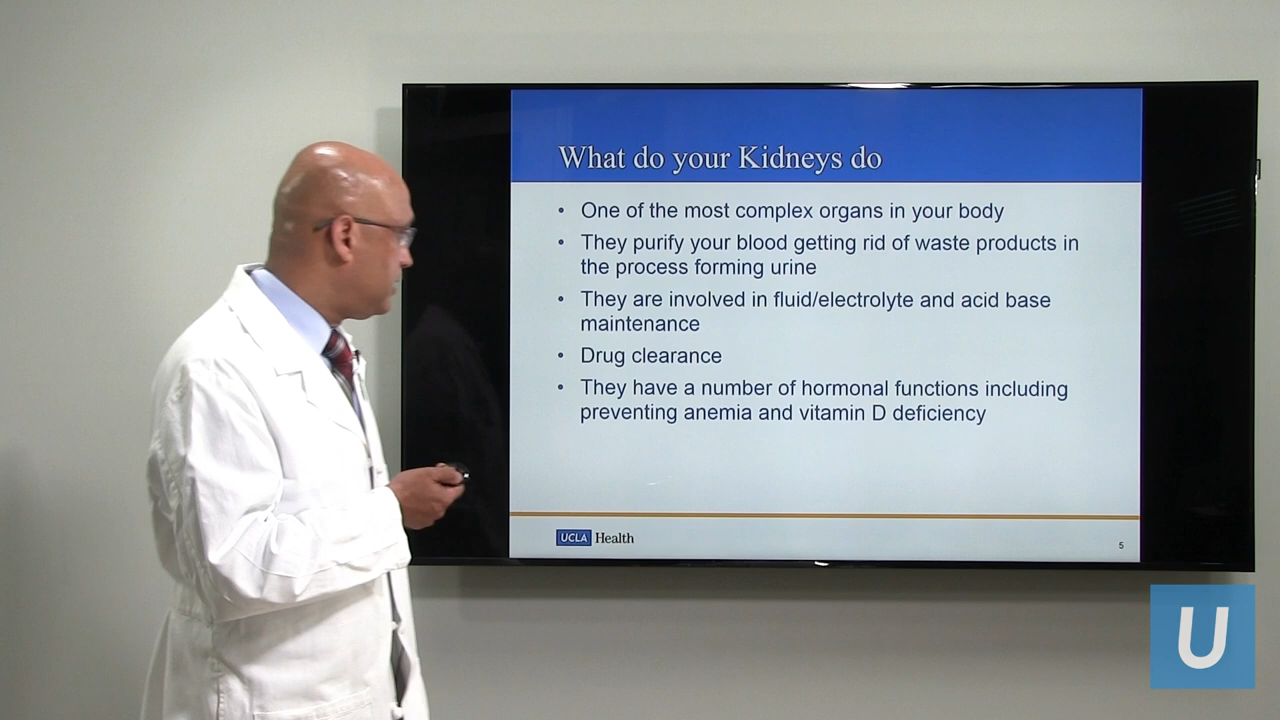 What do your Kidneys do
• One of the most complex organs in your body
• They purify your blood getting rid of waste products in
the process forming urine
• They are involved in fluid/electrolyte and acid base
maintenance
• Drug clearance
• They have a number of hormonal functions including
preventing anemia and vitamin D deficiency
UCLA Health
5
U